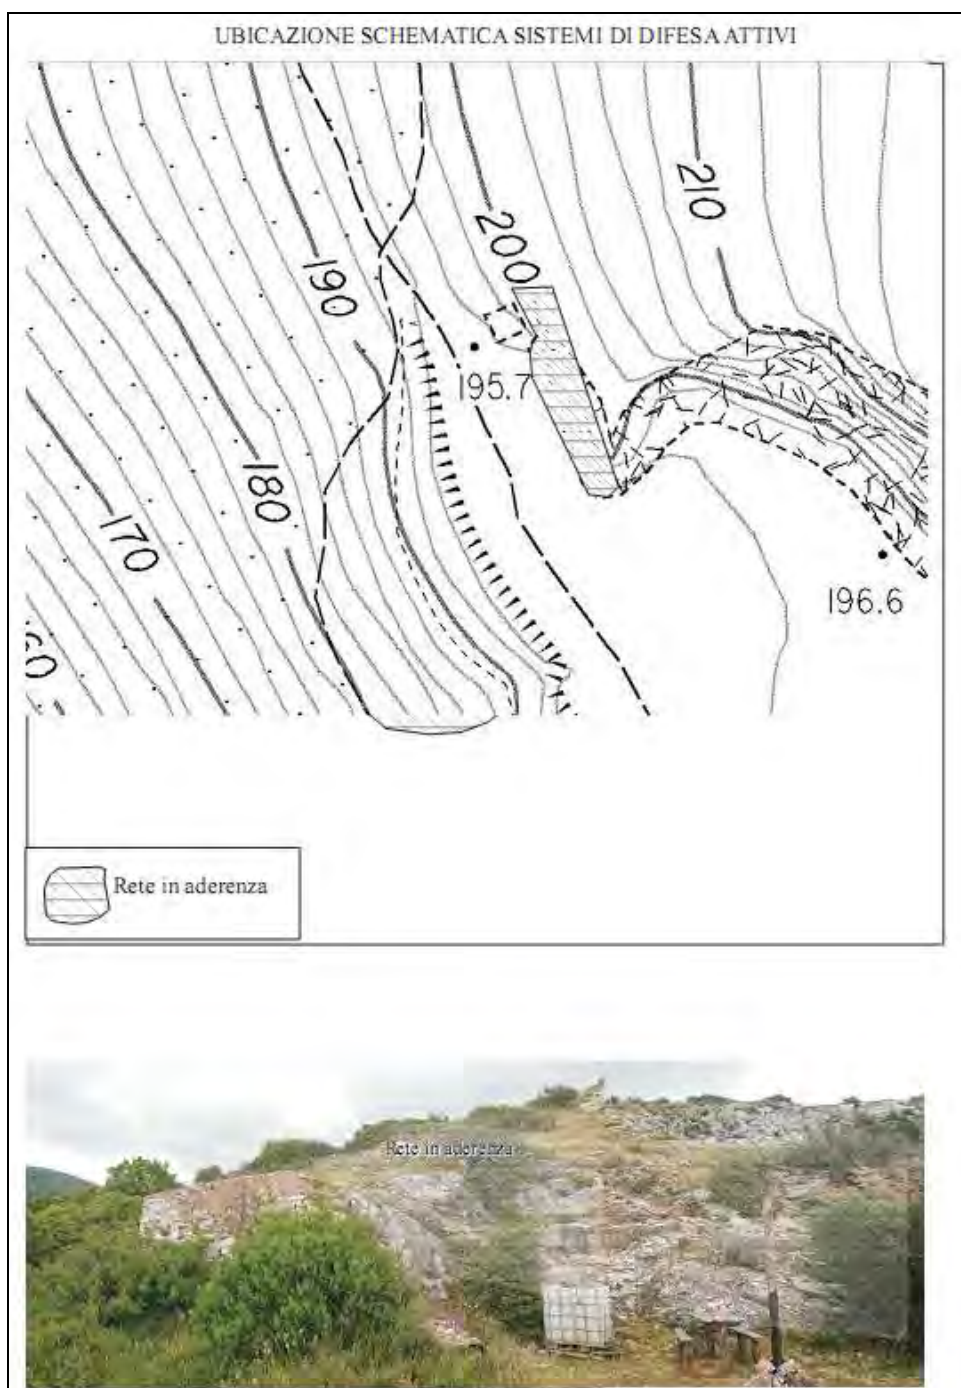 UBICAZIONE SCHEMATICA SISTEMI DI DIFESA ATTIVI
210
200
190
195.7
180
170
196.6
60
Rete in aderenza
Rete in aderenza